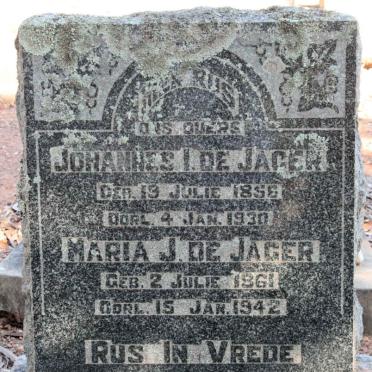 HIER RUS
ONS OUERS
JOHANNES I. DE JAGER
GEB. 19 JULIE 1856
OORL. 4 JAN. 1930
MARIA J. DE JAGER
GEB. 2 JULIE 1861
OORL. 15 JAN. 1942
RUS IN VREDE